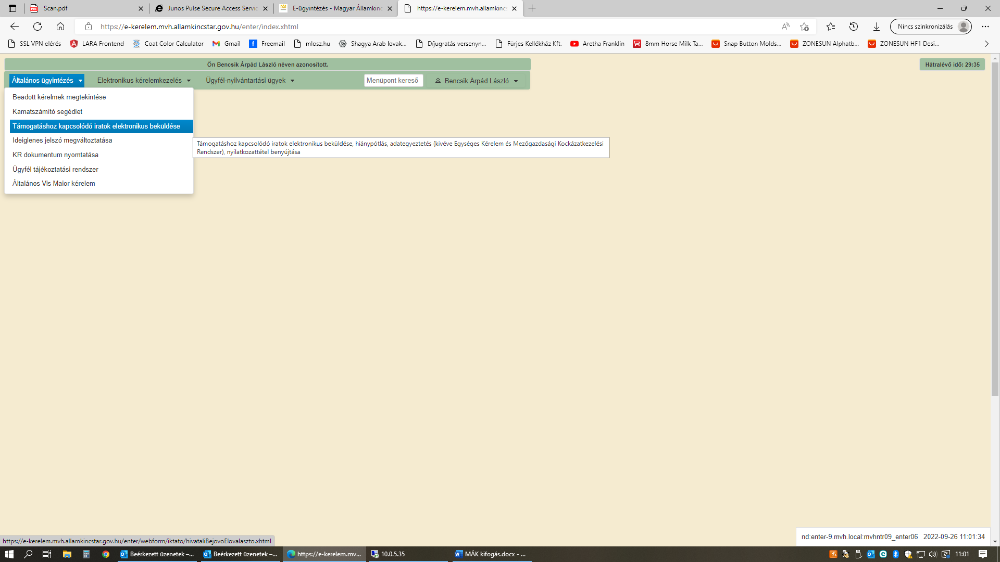 Scan.pdf
Junos Pulse Secure Access Servic
E-ügyintézés - Magyar Államkinc
https://e-kerelem.mvh.allamkincs
https://e-kerelem.mvh.allamkincstar.gov.hu/enter/index.xhtml
Nincs szinkronizálás
SSL VPN elérés
LARA Frontend
Coat Color Calculator
Gmail
Freemail
mlosz.hu
Shagya Arab lovak...
Díjugratás versenyn...
Fürjes Kellékház Kft.
Aretha Franklin
8mm Horse Milk Ta...
Snap Button Molds...
ZONESUN Alphatb...
ZONESUN HF1 Desi...
Ön Bencsik Árpád László néven azonosított.
Hátralévő idő: 29:35
Általános ügyintézés
Elektronikus kérelemkezelés
Ügyfél-nyilvántartási ügyek
Menüpont kereső
Bencsik Árpád László
Beadott kérelmek megtekintése
Kamatszámító segédlet
Támogatáshoz kapcsolódó iratok elektronikus beküldése
Ideiglenes jelszó megváltoztatása
KR dokumentum nyomtatása
Ügyfél tájékoztatási rendszer
Általános Vis Maior kérelem
Támogatáshoz kapcsolódó iratok elektronikus beküldése, hiánypótlás, adategyeztetés (kivéve Egységes Kérelem és Mezőgazdasági Kockázatkezelési
Rendszer), nyilatkozattétel benyújtása
nd:enter-9.mvh.local:mvhntr09_enter06 2022-09-26 11:01:34
https://e-kerelem.mvh.allamkincstar.gov.hu/enter/webform/iktato/hivataliBejovoElovalaszto.xhtml
Beérkezett üzenetek –...
Beérkezett üzenetek –...
https://e-kerelem.mv...
10.0.5.35
MÁK kifogás.docx - ...
11:01